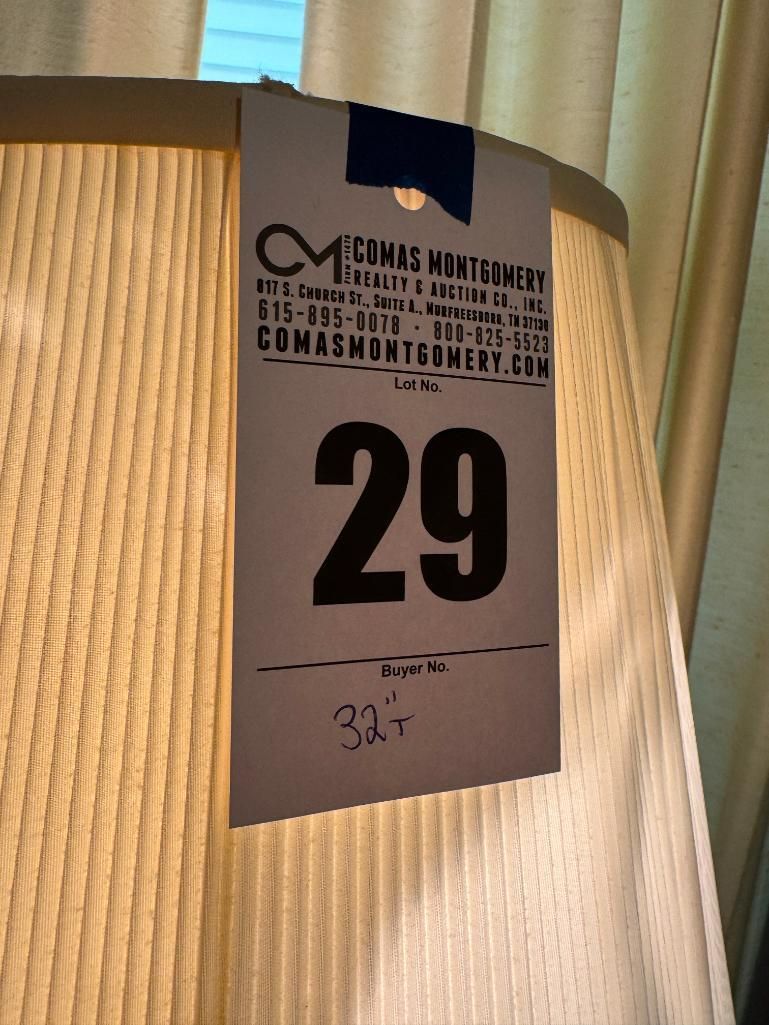 CM FIRM #1478 COMAS MONTGOMERY
REALTY & AUCTION CO., INC.
817 S. CHURCH ST., SUITE A., MURFREESBORO, TN 37130
615-895-0078 · 800-825-5523
COMASMONTGOMERY.COM
Lot No.
29
Buyer No.
32"T